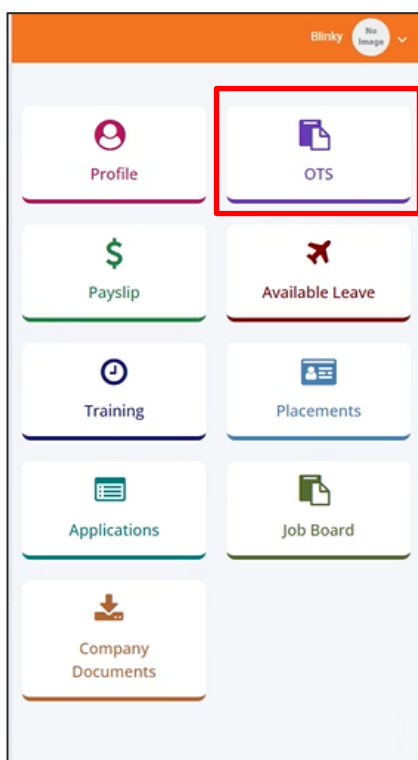 Blinky
No
Image
Profile
OTS
Payslip
Available Leave
Training
Placements
Applications
Job Board
Company
Documents